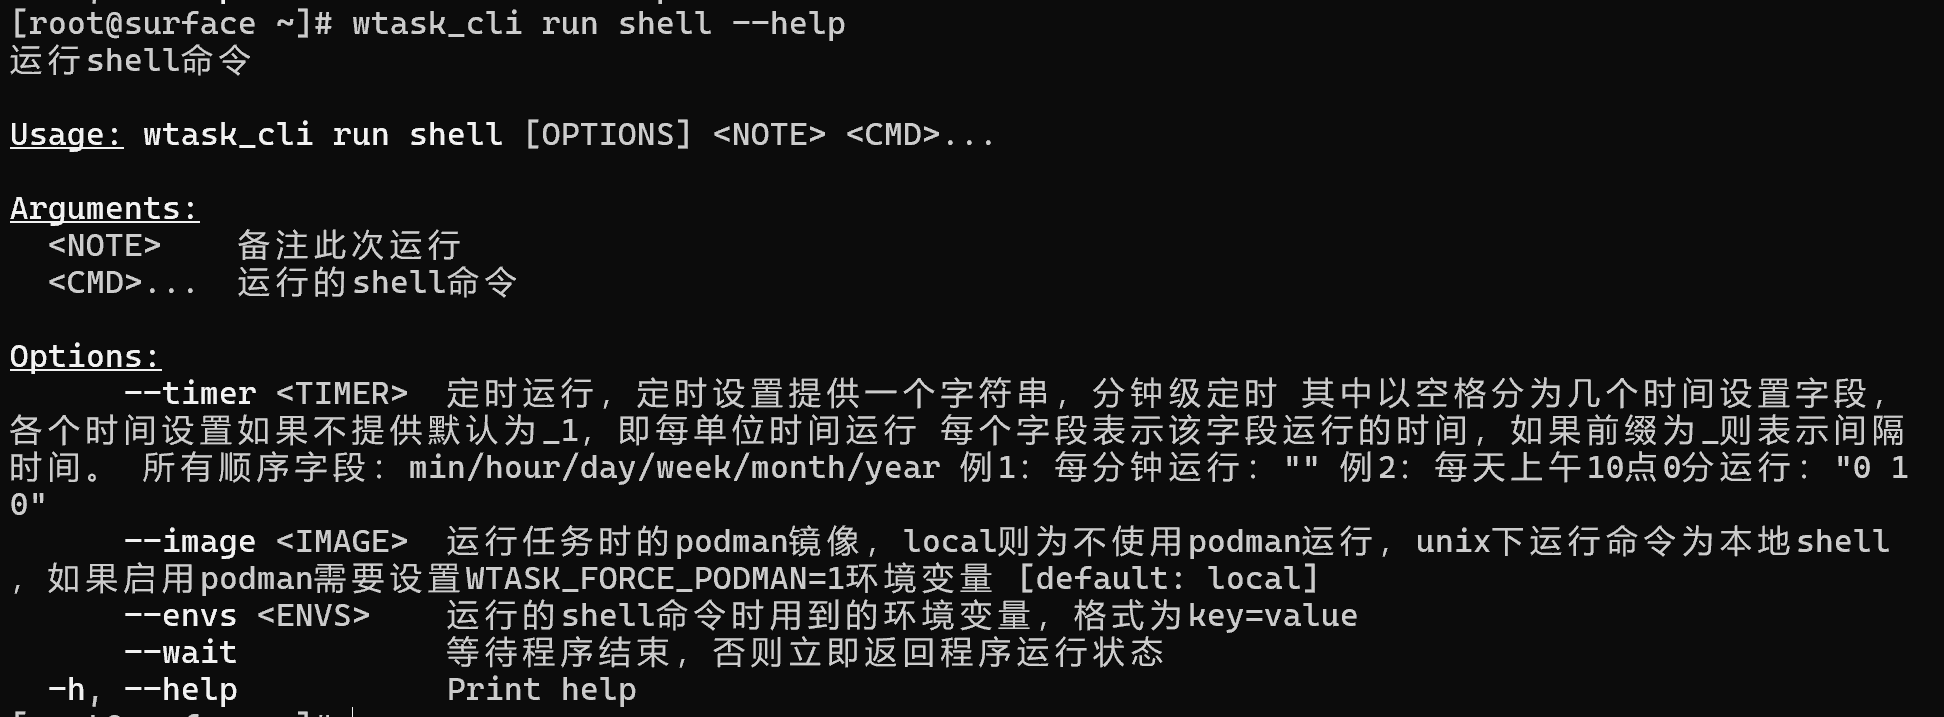 [root@surface ~]# wtask_cli run shell --help
运行shell命令
Usage: wtask_cli run shell [OPTIONS] <NOTE> <CMD>...
Arguments:
<NOTE> 备注此次运行
<CMD>... 运行的shell命令
Options:
--timer <TIMER> 定时运行，定时设置提供一个字符串，分钟级定时 其中以空格分为几个时间设置字段，
各个时间设置如果不提供默认为_1，即每单位时间运行 每个字段表示该字段运行的时间，如果前缀为_则表示间隔
时间。 所有顺序字段：min/hour/day/week/month/year 例1：每分钟运行："" 例2：每天上午10点0分运行："0 1
0"
--image <IMAGE> 运行任务时的podman镜像，local则为不使用podman运行，unix下运行命令为本地shell
，如果启用podman需要设置WTASK_FORCE_PODMAN=1环境变量 [default: local]
--envs <ENVS> 运行的shell命令时用到的环境变量，格式为key=value
--wait 等待程序结束，否则立即返回程序运行状态
-h, --help Print help